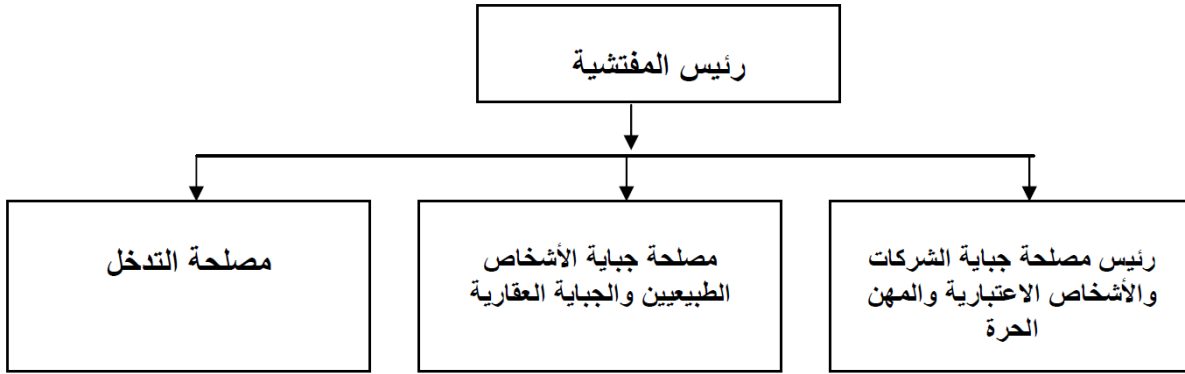 رئيس المفتشية
رئيس مصلحة جباية الشركات
والأشخاص الاعتبارية والمهن
الحرة
مصلحة جباية الأشخاص
الطبيعيين والجباية العقارية
مصلحة التدخل